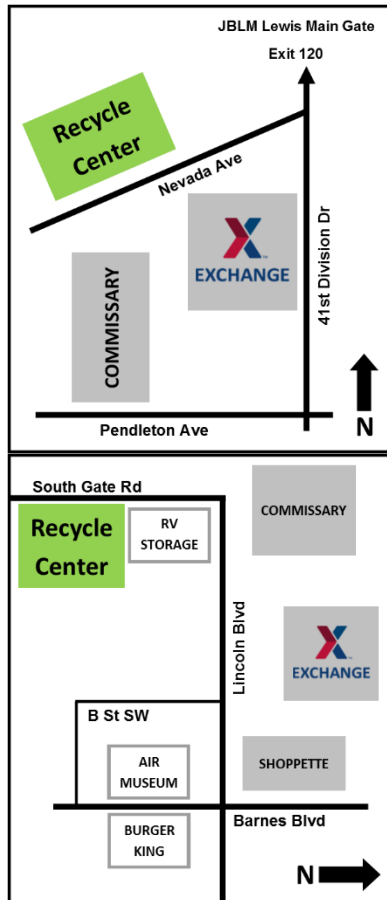 JBLM Lewis Main Gate
Exit 120
Recycle
Center
Nevada Ave
X
EXCHANGE
COMMISSARY
41st Division Dr
Pendleton Ave
N
South Gate Rd
Recycle
Center
RV
STORAGE
COMMISSARY
Lincoln Blvd
X
EXCHANGE
B St SW
AIR
MUSEUM
SHOPPETTE
Barnes Blvd
BURGER
KING
N